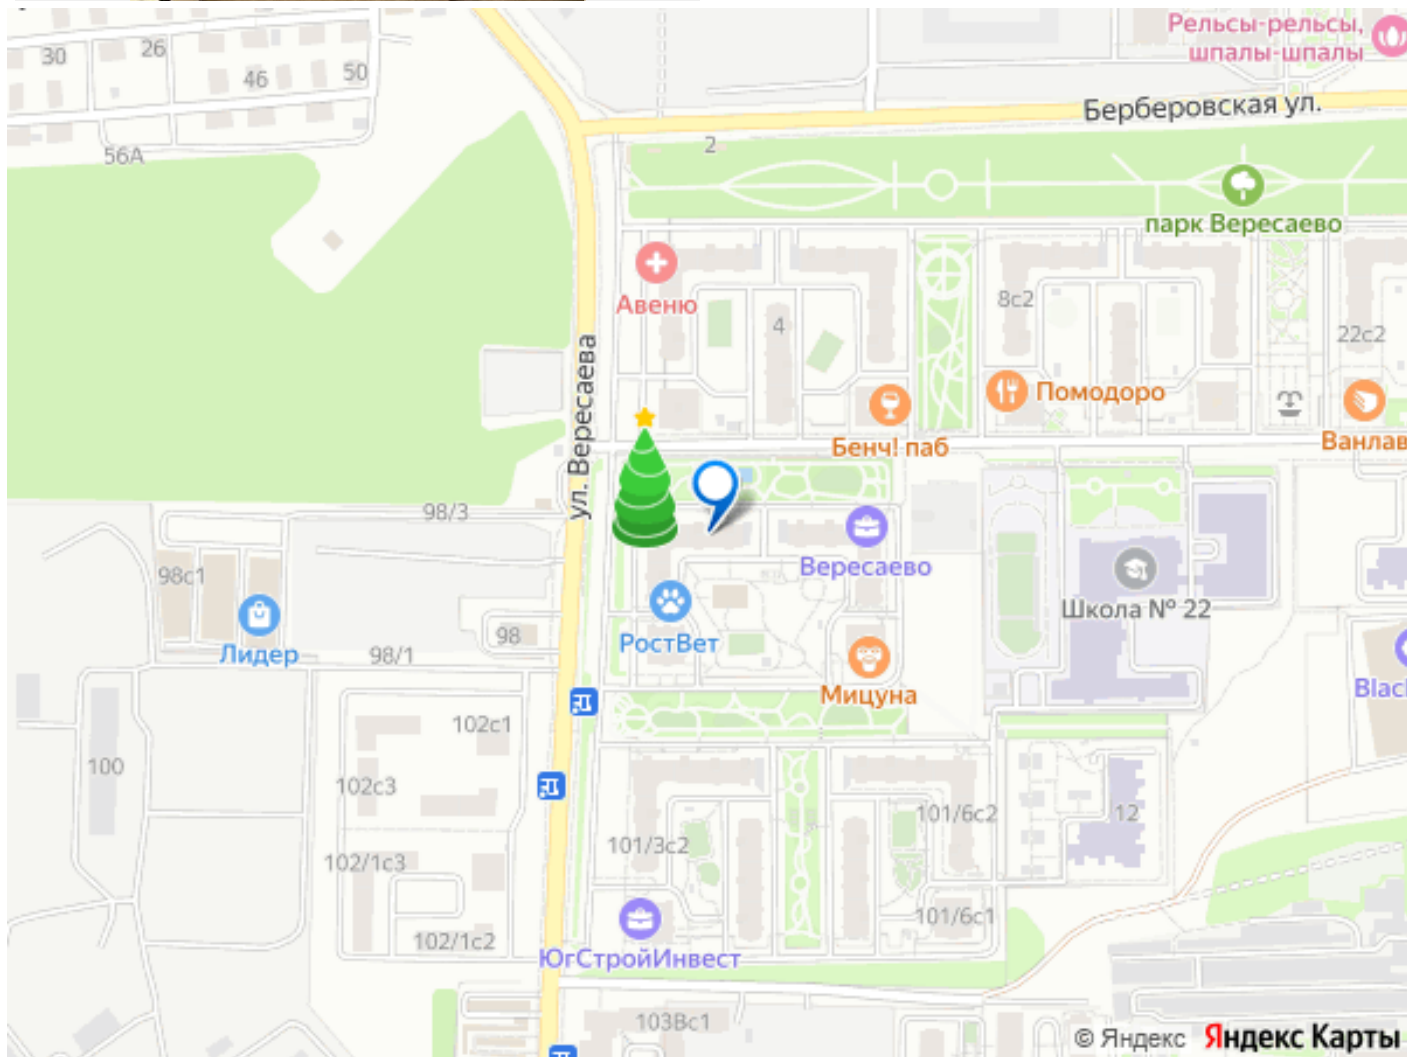 Рельсы-рельсы,
шпалы-шпалы
30
26
46
50
Берберовская ул.
56А
2
парк Вересаево
Авеню
4
8с2
22с2
ул. Вересаева
Помодоро
Бенч! паб
Ванлав
98/3
98с1
Вересаево
Школа № 22
98
РостВет
Лидер
98/1
Мицуна
Blac
102с1
100
102с3
101/6с2
12
101/3с2
102/1с3
101/6с1
102/1с2
ЮгСтройИнвест
103Вс1
© Яндекс Яндекс Карты